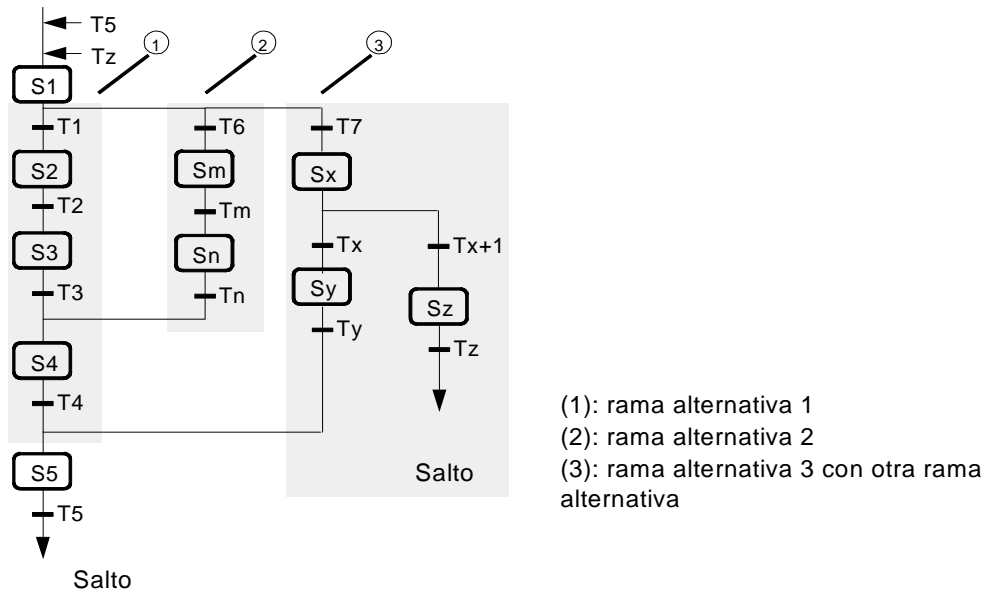 T5
Tz
1
2
3
S1
T1
T6
T7
S2
Sm
Sx
T2
Tm
S3
Sn
Tx
Tx+1
T3
Tn
Sy
Sz
Ty
S4
Tz
T4
S5
Salto
T5
Salto
(1): rama alternativa 1
(2): rama alternativa 2
(3): rama alternativa 3 con otra rama
alternativa